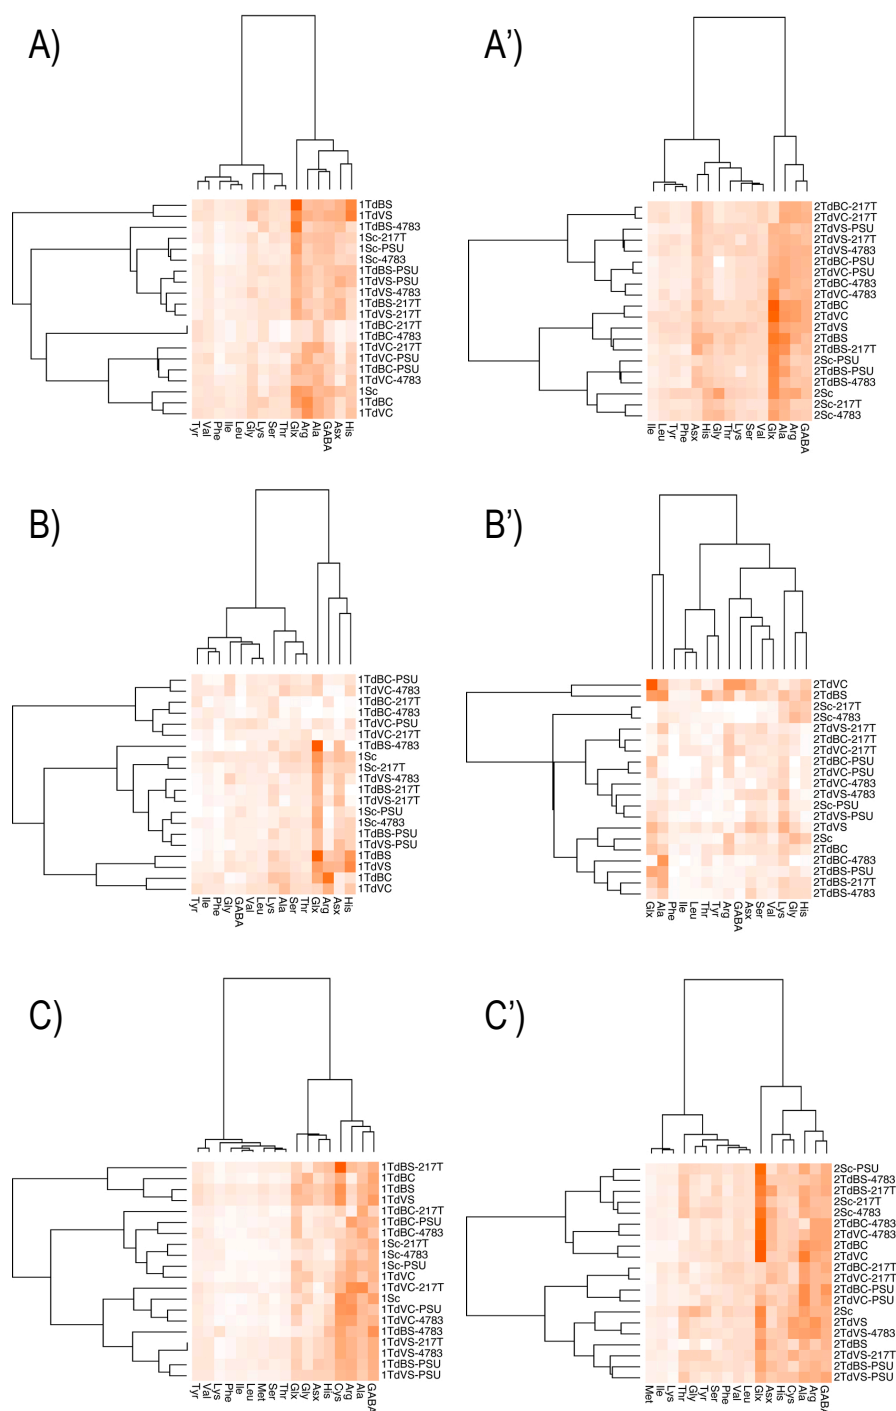 A)
1TdBS
1TdVS
1TdBS-4783
1Sc-217T
1Sc-PSU
1Sc-4783
1TdBS-PSU
1TdVS-PSU
1TdVS-4783
1TdBS-217T
1TdVS-217T
1TdBC-217T
1TdBC-4783
1TdVC-217T
1TdVC-PSU
1TdBC-PSU
1TdVC-4783
1Sc
1TdBC
1TdVC
Tyr Val Phe Ile Leu Gly Lys Ser Thr Glx Arg Ala GABA Asx His
A')
2TdBC-217T
2TdVC-217T
2TdVS-PSU
2TdVS-217T
2TdVS-4783
2TdBC-PSU
2TdVC-PSU
2TdBC-4783
2TdVC-4783
2TdBC
2TdVC
2TdVS
2TdBS
2TdBS-217T
2Sc-PSU
2TdBS-PSU
2TdBS-4783
2Sc
2Sc-217T
2Sc-4783
Ile Leu Tyr Phe Asx His Gly Thr Lys Ser Val Glx Ala Arg GABA
B)
1TdBC-PSU
1TdVC-4783
1TdBC-217T
1TdBC-4783
1TdVC-PSU
1TdVC-217T
1TdBS-4783
1Sc
1Sc-217T
1TdVS-4783
1TdBS-217T
1TdVS-217T
1Sc-PSU
1Sc-4783
1TdBS-PSU
1TdVS-PSU
1TdBS
1TdVS
1TdBC
1TdVC
Tyr Ile Phe Gly GABA Val Leu Lys Ala Ser Thr Glx Arg Asx His
B')
2TdVC
2TdBS
2Sc-217T
2Sc-4783
2TdVS-217T
2TdBC-217T
2TdVC-217T
2TdBC-PSU
2TdVC-PSU
2TdVC-4783
2TdVS-4783
2Sc-PSU
2TdVS-PSU
2TdVS
2Sc
2TdBC
2TdBC-4783
2TdBS-PSU
2TdBS-217T
2TdBS-4783
Glx Ala Phe Ile Leu Thr Tyr Arg GABA Asx Ser Val Lys Gly His
C)
1TdBS-217T
1TdBC
1TdBS
1TdVS
1TdBC-217T
1TdBC-PSU
1TdBC-4783
1Sc-217T
1Sc-4783
1Sc-PSU
1TdVC
1TdVC-217T
1Sc
1TdVC-PSU
1TdVC-4783
1TdBS-4783
1TdVS-217T
1TdVS-4783
1TdBS-PSU
1TdVS-PSU
Tyr Val Lys Phe Ile Leu Met Ser Thr Glx Gly Asx His Cys Arg Ala GABA
C')
2Sc-PSU
2TdBS-4783
2TdBS-217T
2Sc-217T
2Sc-4783
2TdBC-4783
2TdVC-4783
2TdBC
2TdVC
2TdBC-217T
2TdVC-217T
2TdBC-PSU
2TdVC-PSU
2Sc
2TdVS
2TdVS-4783
2TdBS
2TdVS-217T
2TdBS-PSU
2TdVS-PSU
Met Ile Lys Thr Gly Tyr Ser Phe Val Leu Glx Asx His Cys Ala Arg GABA